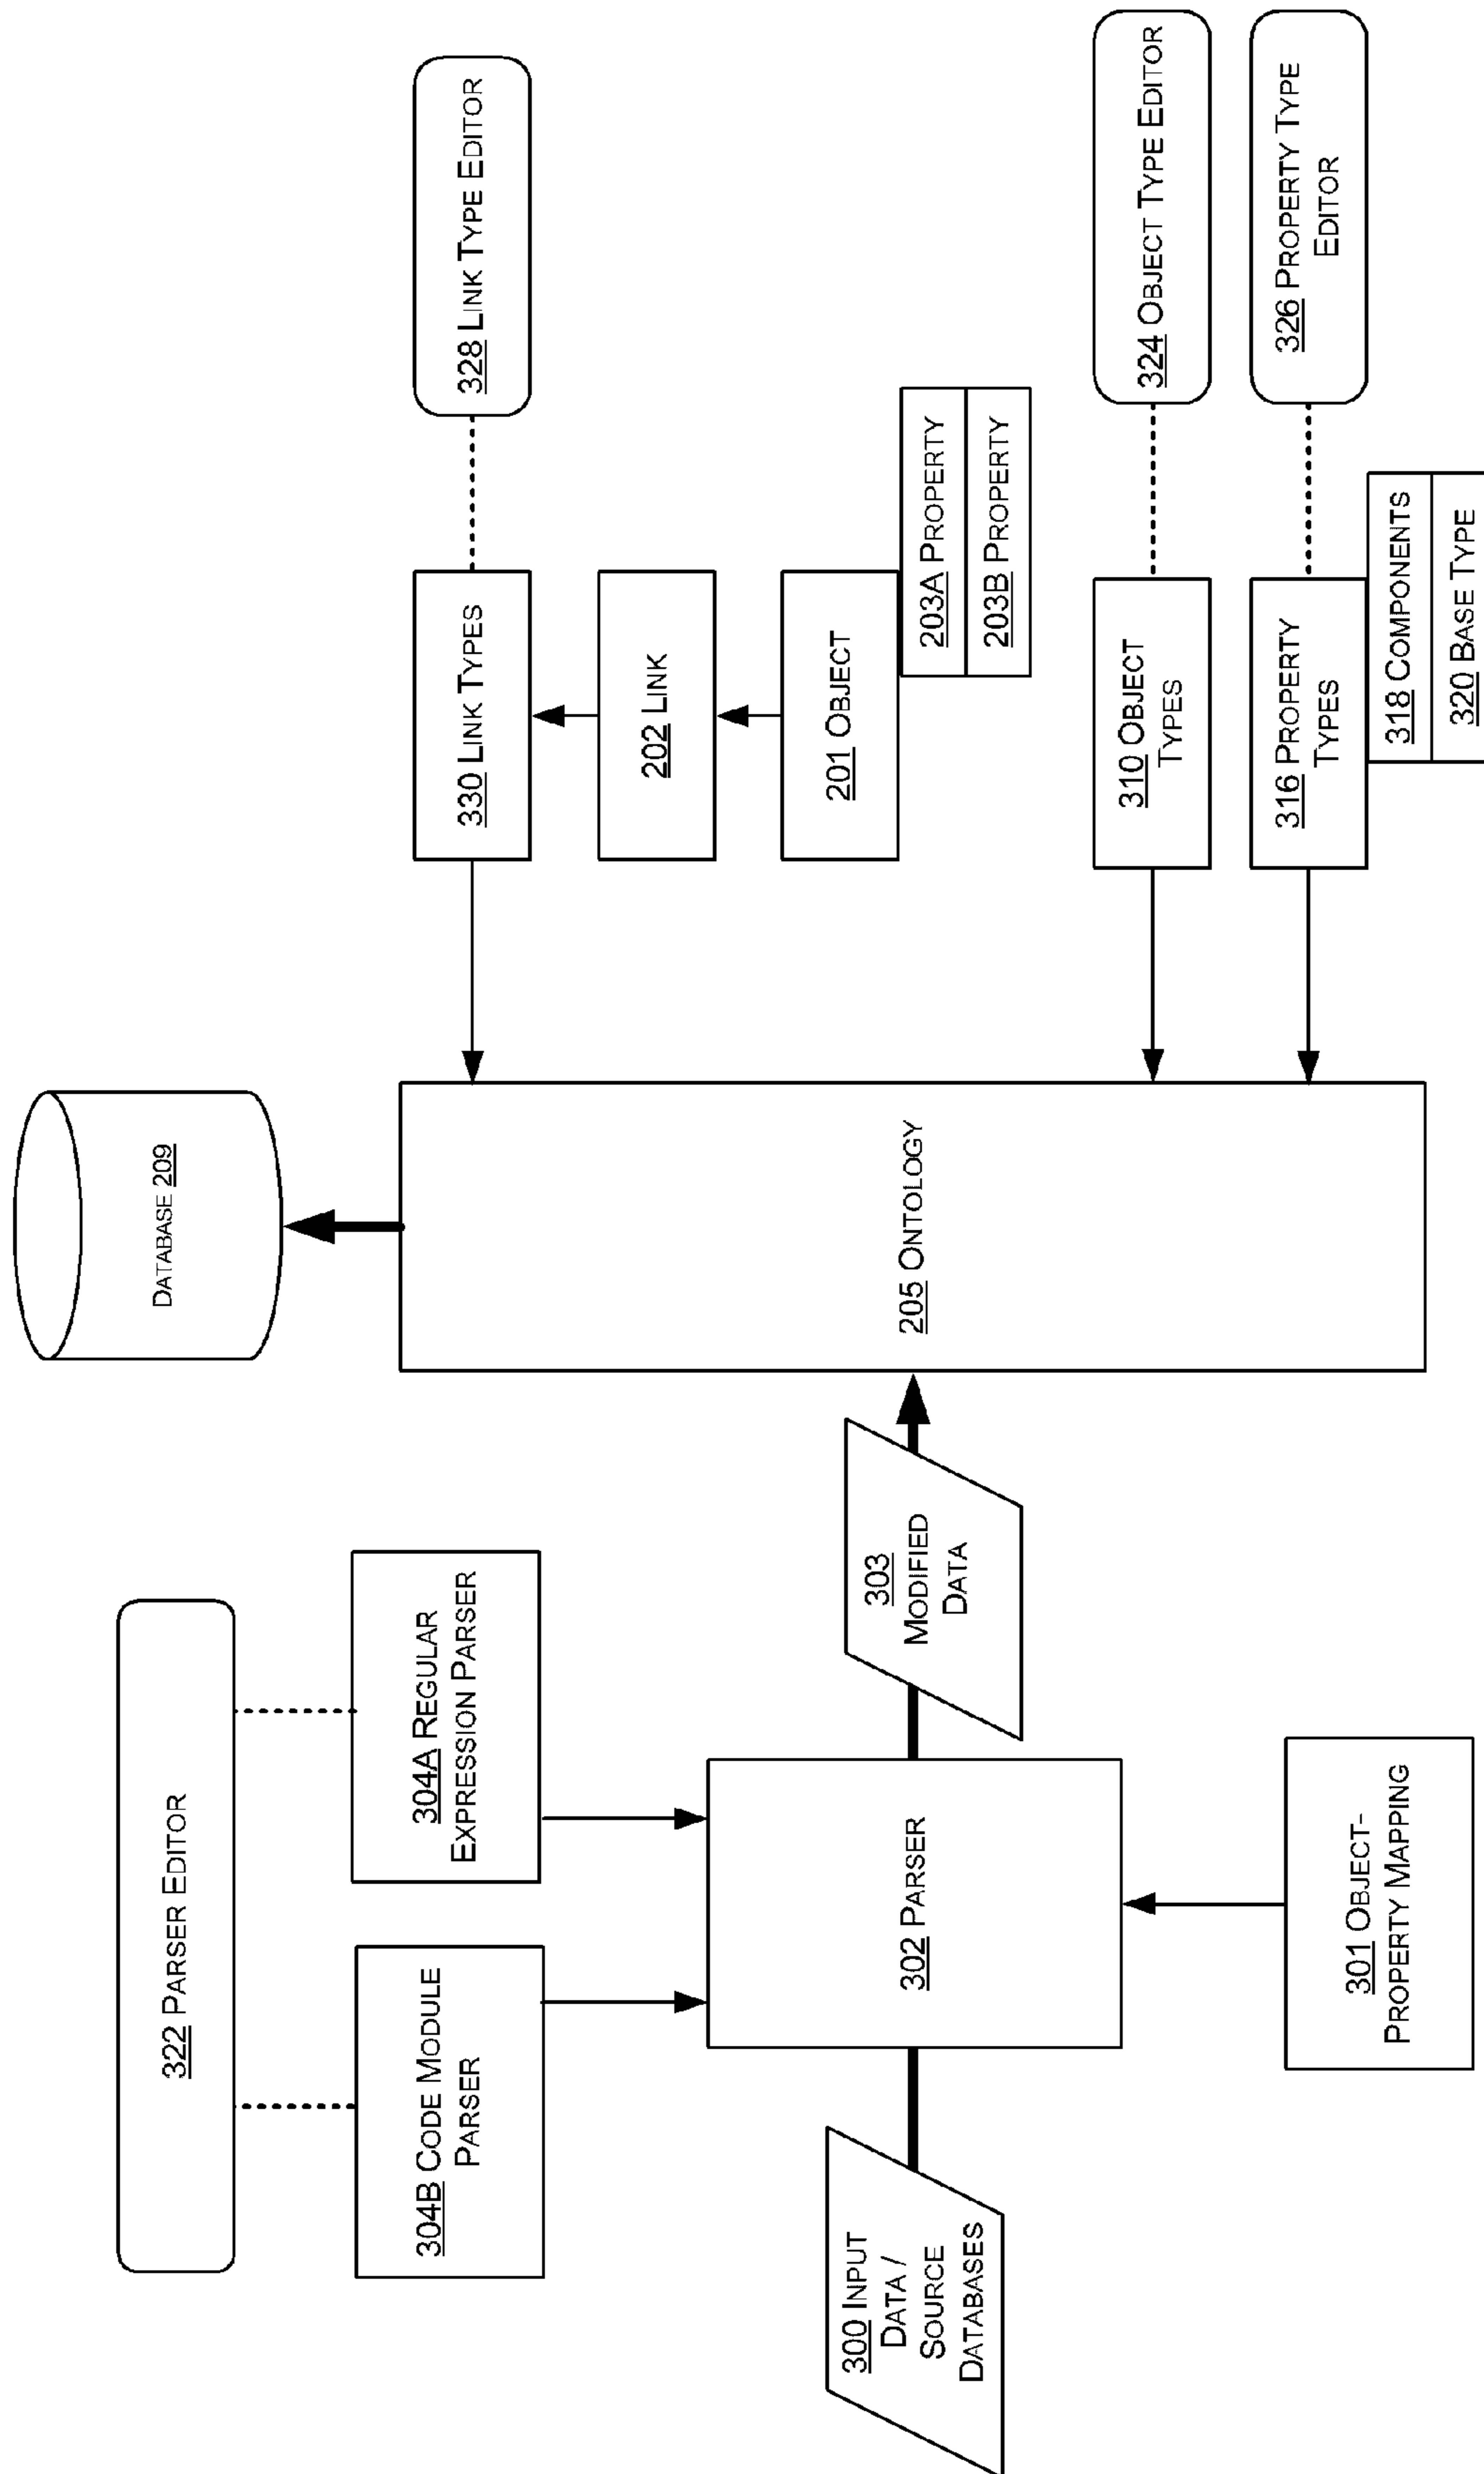 322 PARSER EDITOR
304B CODE MODULE
PARSER
304A REGULAR
EXPRESSION PARSER
300 INPUT
DATA /
SOURCE
DATABASES
302 PARSER
303
MODIFIED
DATA
301 OBJECT-
PROPERTY MAPPING
DATABASE 209
205 ONTOLOGY
330 LINK TYPES
328 LINK TYPE EDITOR
202 LINK
201 OBJECT
203A PROPERTY
203B PROPERTY
310 OBJECT
TYPES
324 OBJECT TYPE EDITOR
316 PROPERTY
TYPES
326 PROPERTY TYPE
EDITOR
318 COMPONENTS
320 BASE TYPE